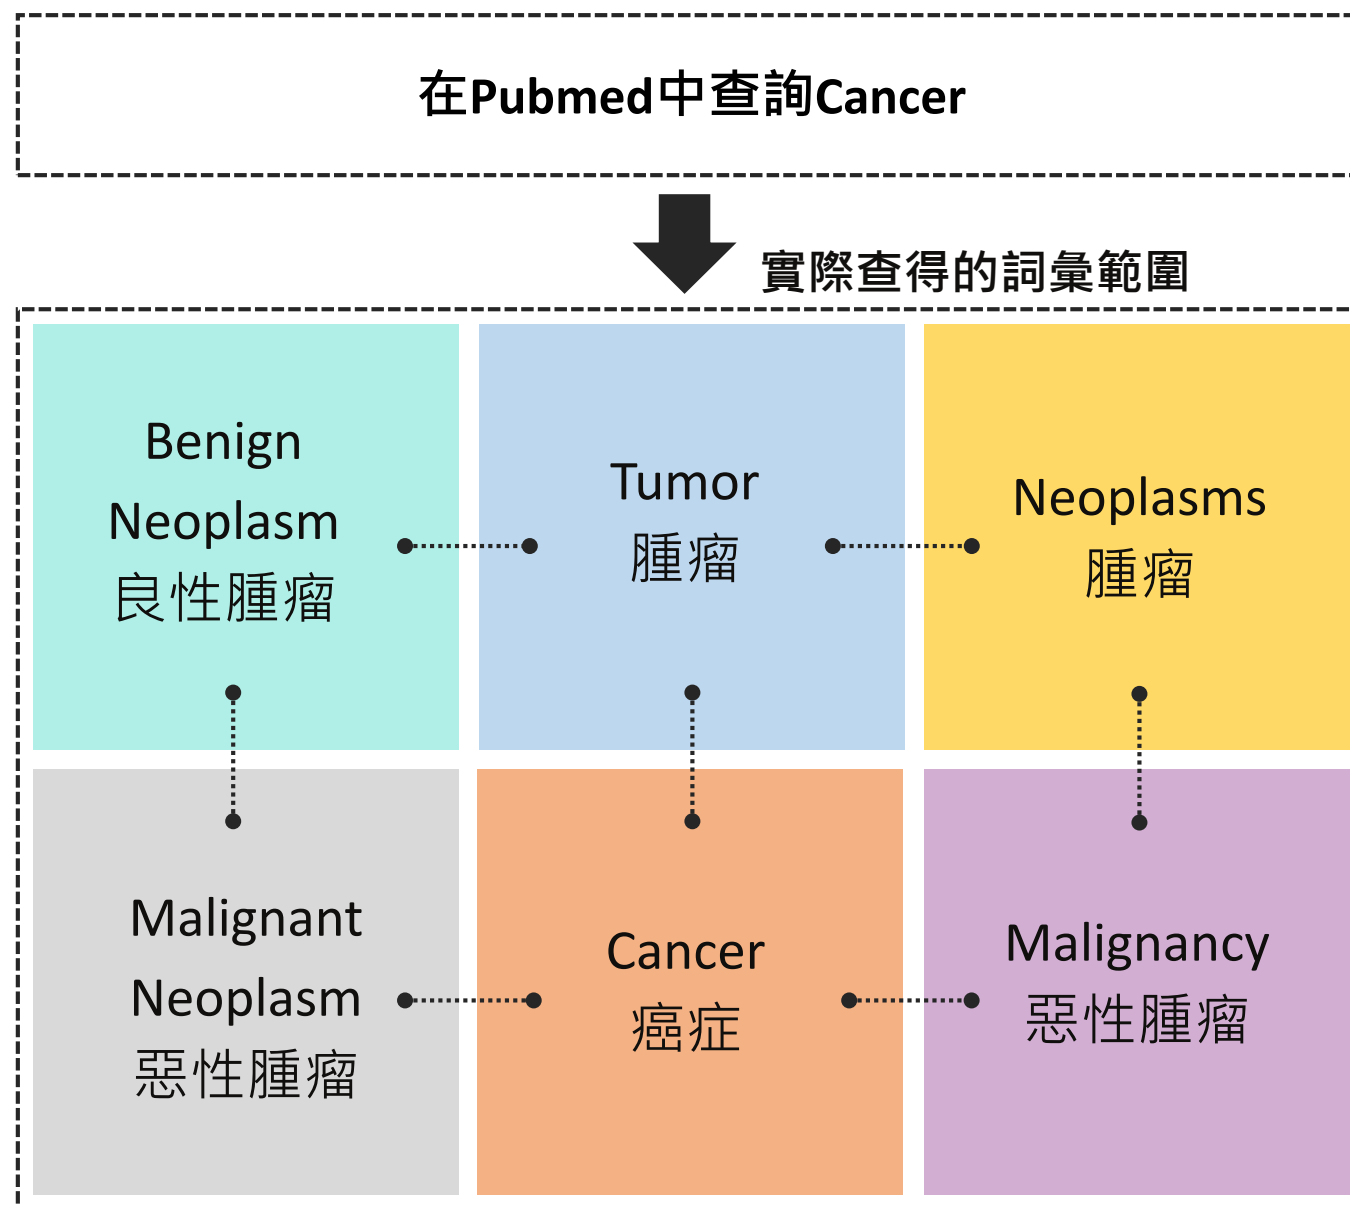 在Pubmed中查詢Cancer
實際查得的詞彙範圍
Benign
Neoplasm
良性腫瘤
Tumor
腫瘤
Neoplasms
腫瘤
Malignant
Neoplasm
惡性腫瘤
Cancer
癌症
Malignancy
惡性腫瘤